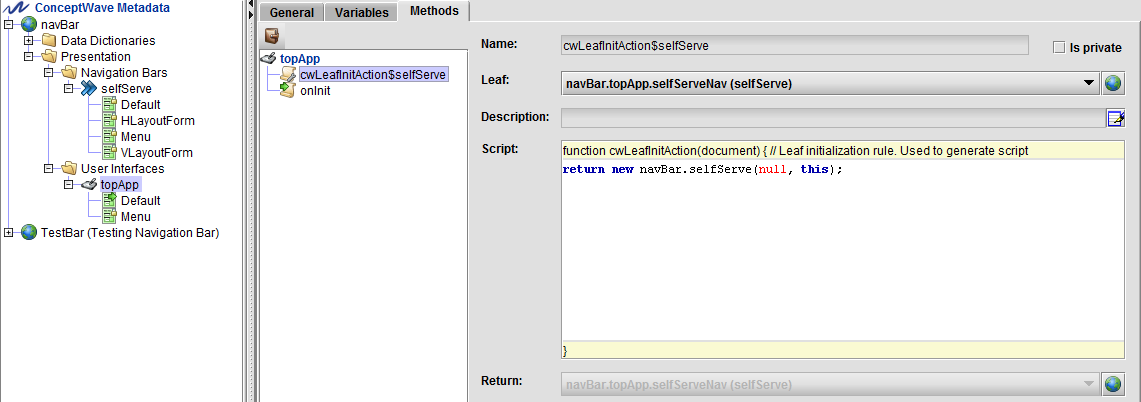 ConceptWave Metadata
navBar
Data Dictionaries
Presentation
Navigation Bars
selfServe
Default
HLayoutForm
Menu
VLayoutForm
User Interfaces
topApp
Default
Menu
TestBar (Testing Navigation Bar)
General Variables Methods
topApp
cwLeafInitAction$selfServe
onInit
Name: cwLeafInitAction$selfServe Is private
Leaf: navBar.topApp.selfServeNav (selfServe)
Description:
Script: function cwLeafInitAction(document) { // Leaf initialization rule. Used to generate script
return new navBar.selfServe(null, this);
}
Return: navBar.topApp.selfServeNav (selfServe)